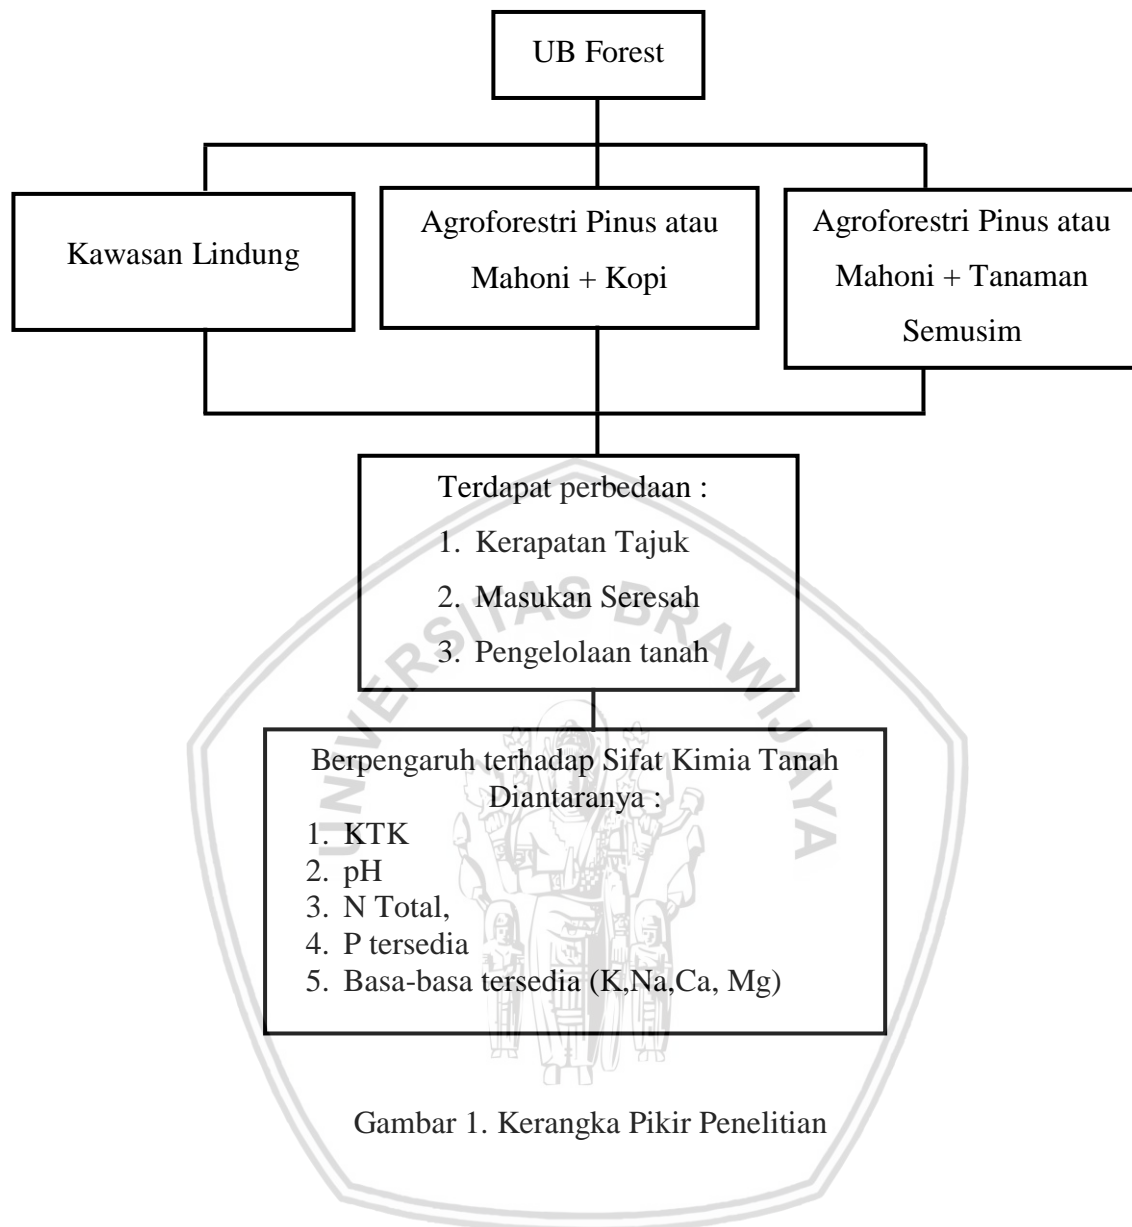 UB Forest
Kawasan Lindung
Agroforestri Pinus atau
Mahoni + Kopi
Agroforestri Pinus atau
Mahoni + Tanaman
Semusim
Terdapat perbedaan :
1. Kerapatan Tajuk
2. Masukan Seresah
3. Pengelolaan tanah
UNIVERSITAS BRAWIJAYA
Berpengaruh terhadap Sifat Kimia Tanah
Diantaranya :
1. KTK
2. pH
3. N Total,
4. P tersedia
5. Basa-basa tersedia (K,Na,Ca, Mg)
Gambar 1. Kerangka Pikir Penelitian